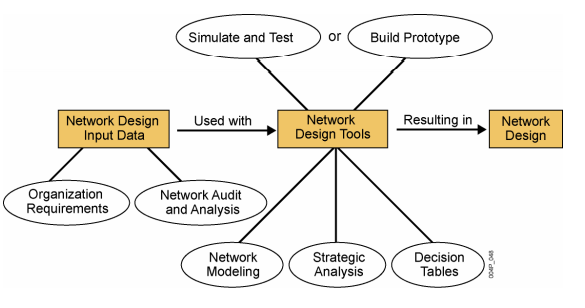 Simulate and Test
or
Build Prototype
Network Design
Input Data
Used with
Network
Design Tools
Resulting in
Network
Design
Organization
Requirements
Network Audit
and Analysis
Network
Modeling
Strategic
Analysis
Decision
Tables
004P_048